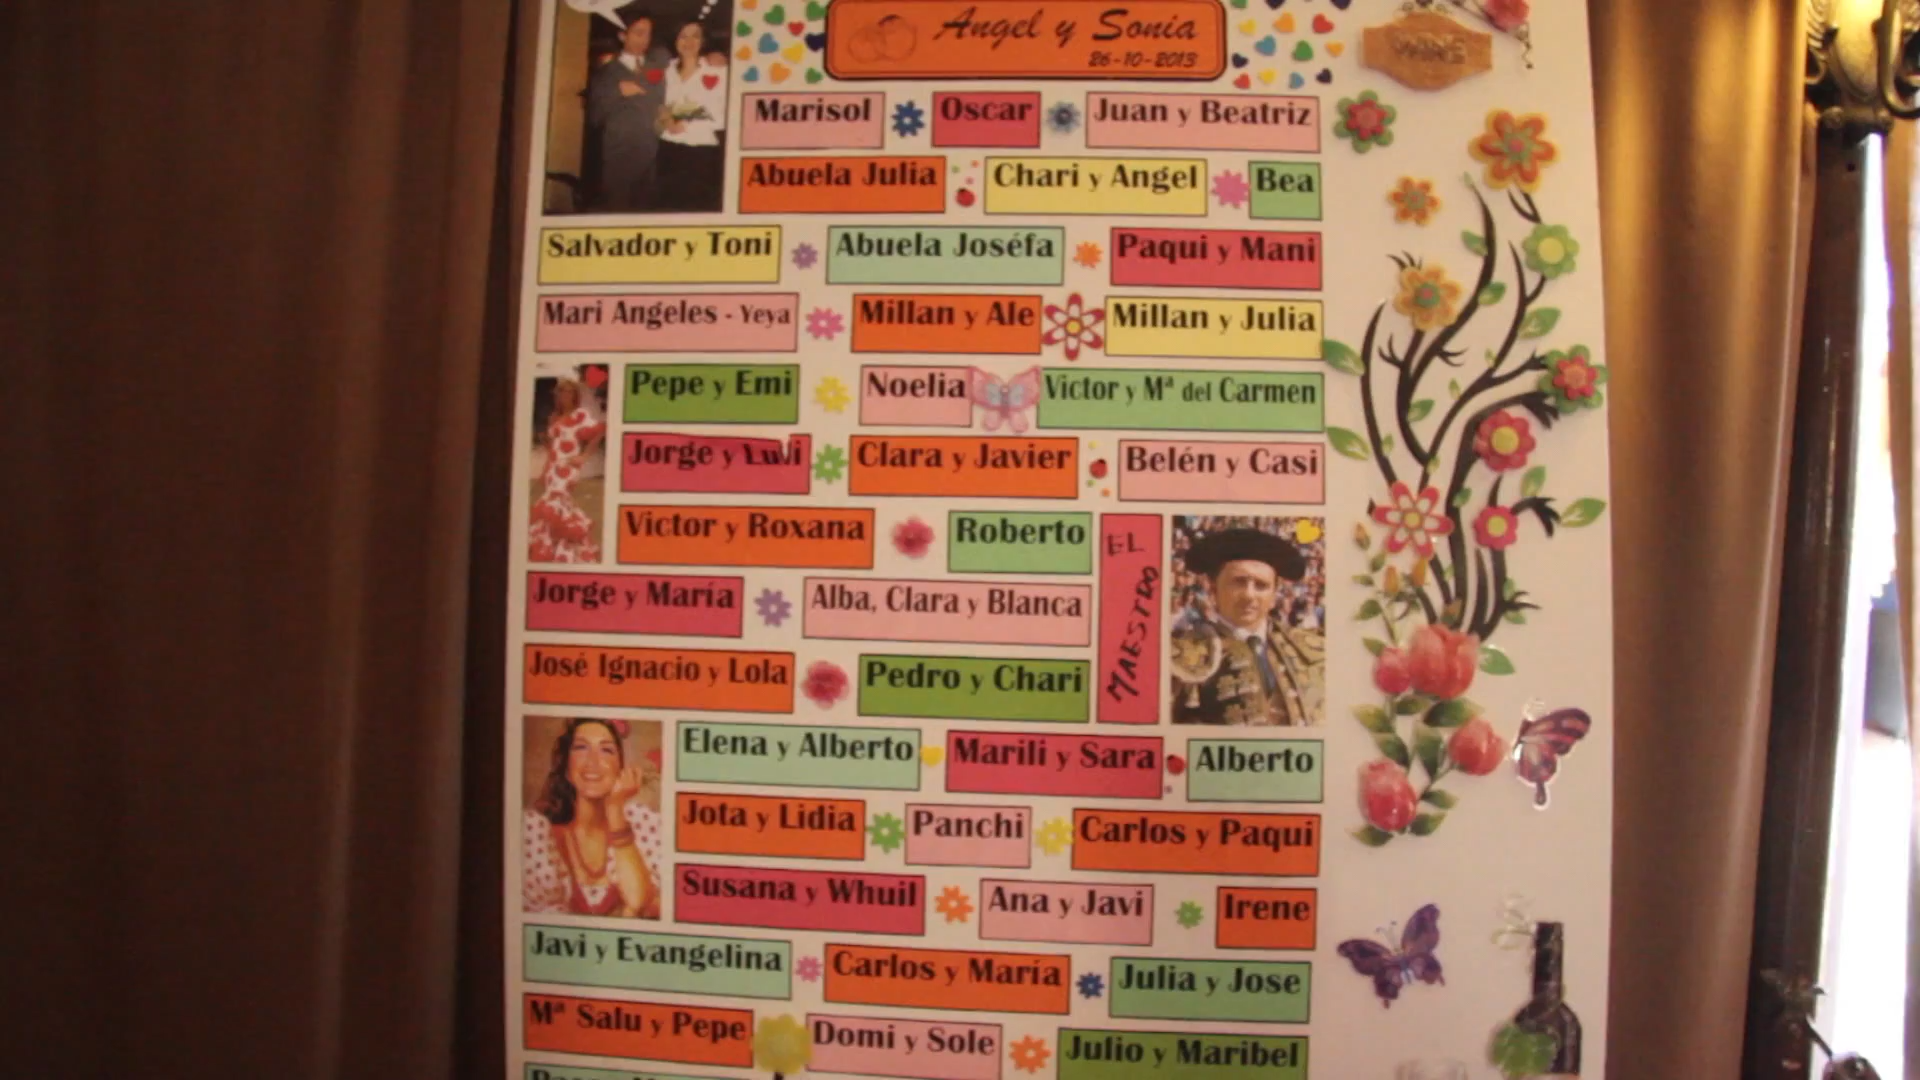 Angel y Sonia
26-10-2013
Marisol Oscar Juan y Beatriz
Abuela Julia Chari y Angel Bea
Salvador y Toni Abuela Joséfa Paqui y Mani
Mari Angeles - Yeya Millan y Ale Millan y Julia
Pepe y Emi Noelia Victor y Mª del Carmen
Jorge y Clara y Javier Belén y Casi
Victor y Roxana Roberto
EL MAESTRO
Jorge y María Alba, Clara y Blanca
José Ignacio y Lola Pedro y Chari
Elena y Alberto Marili y Sara Alberto
Jota y Lidia Panchi Carlos y Paqui
Susana y Whuil Ana y Javi Irene
Javi y Evangelina Carlos y María Julia y Jose
Mª Salu y Pepe Domi y Sole Julio y Maribel